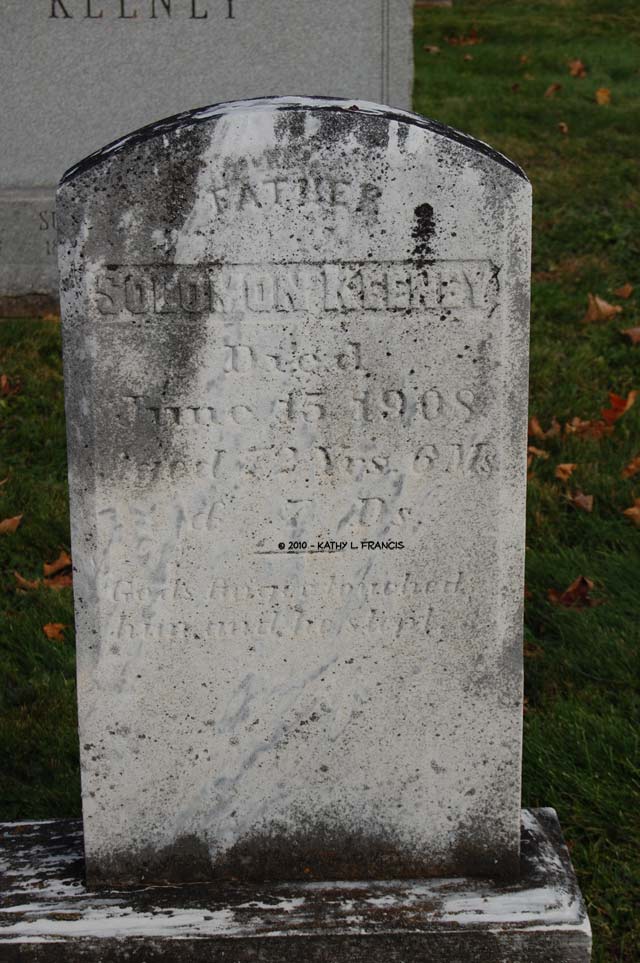 KEENEY
FATHER
SOLOMON KEENEY
Died
June 15 1908
Aged 72 Yrs. 6 Ms
& Ds.
© 2010 - KATHY L. FRANCIS
God's finger touched
him and he slept.